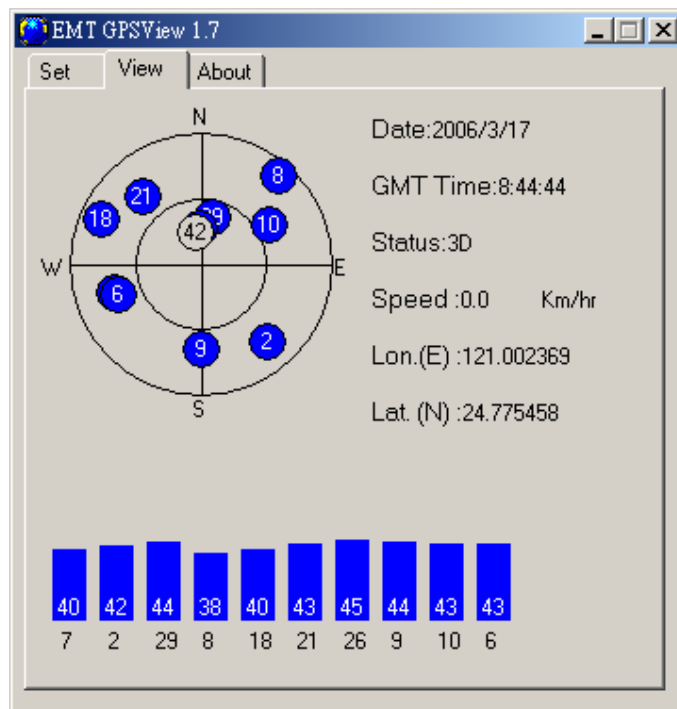 EMT GPSView 1.7
Set View About
N
8
21
18
29
10
42
W
E
6
9
2
S
Date:2006/3/17
GMT Time:8:44:44
Status:3D
Speed :0.0 Km/hr
Lon.(E) :121.002369
Lat. (N) :24.775458
40 42 44 38 40 43 45 44 43 43
7 2 29 8 18 21 26 9 10 6